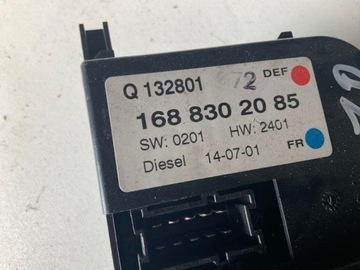 Q 132801 672 DEF
168 830 20 85
SW: 0201 HW: 2401
Diesel 14-07-01 FR